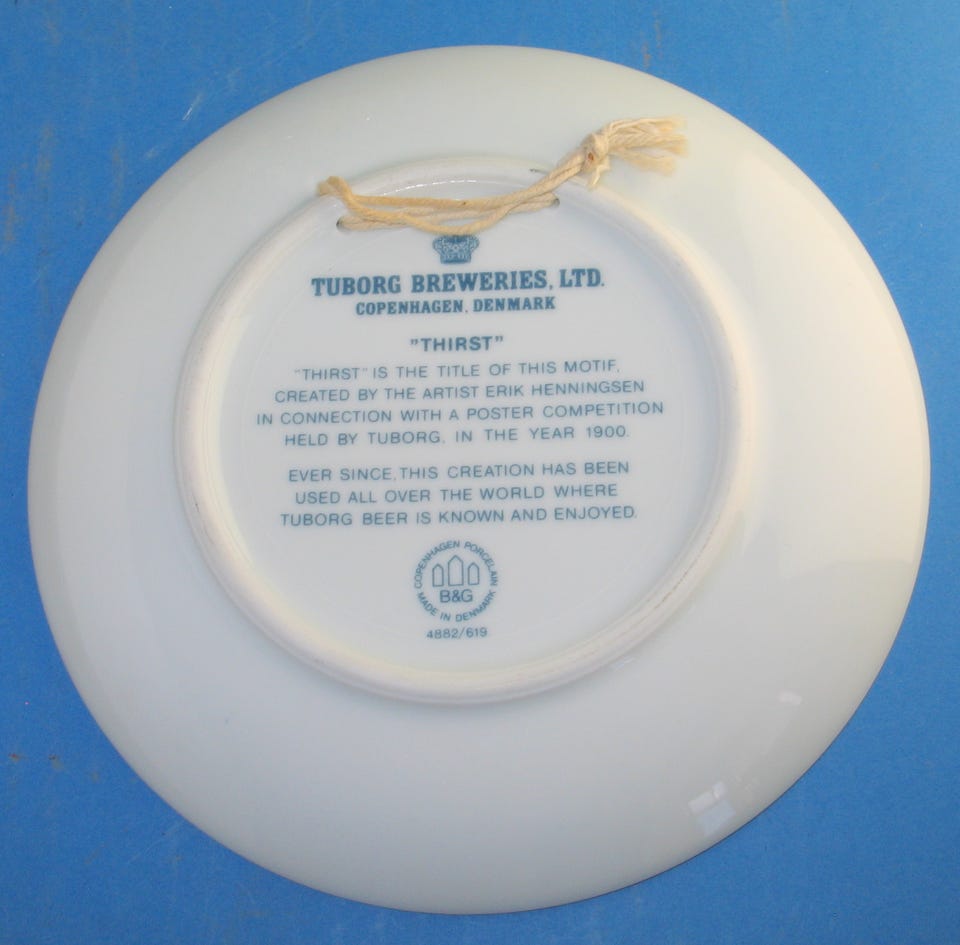 TUBORG BREWERIES, LTD.
COPENHAGEN, DENMARK
"THIRST"
"THIRST" IS THE TITLE OF THIS MOTIF,
CREATED BY THE ARTIST ERIK HENNINGSEN
IN CONNECTION WITH A POSTER COMPETITION
HELD BY TUBORG, IN THE YEAR 1900.
EVER SINCE, THIS CREATION HAS BEEN
USED ALL OVER THE WORLD WHERE
TUBORG BEER IS KNOWN AND ENJOYED.
COPENHAGEN PORCELAIN
B&G
MADE IN DENMARK
4882/619